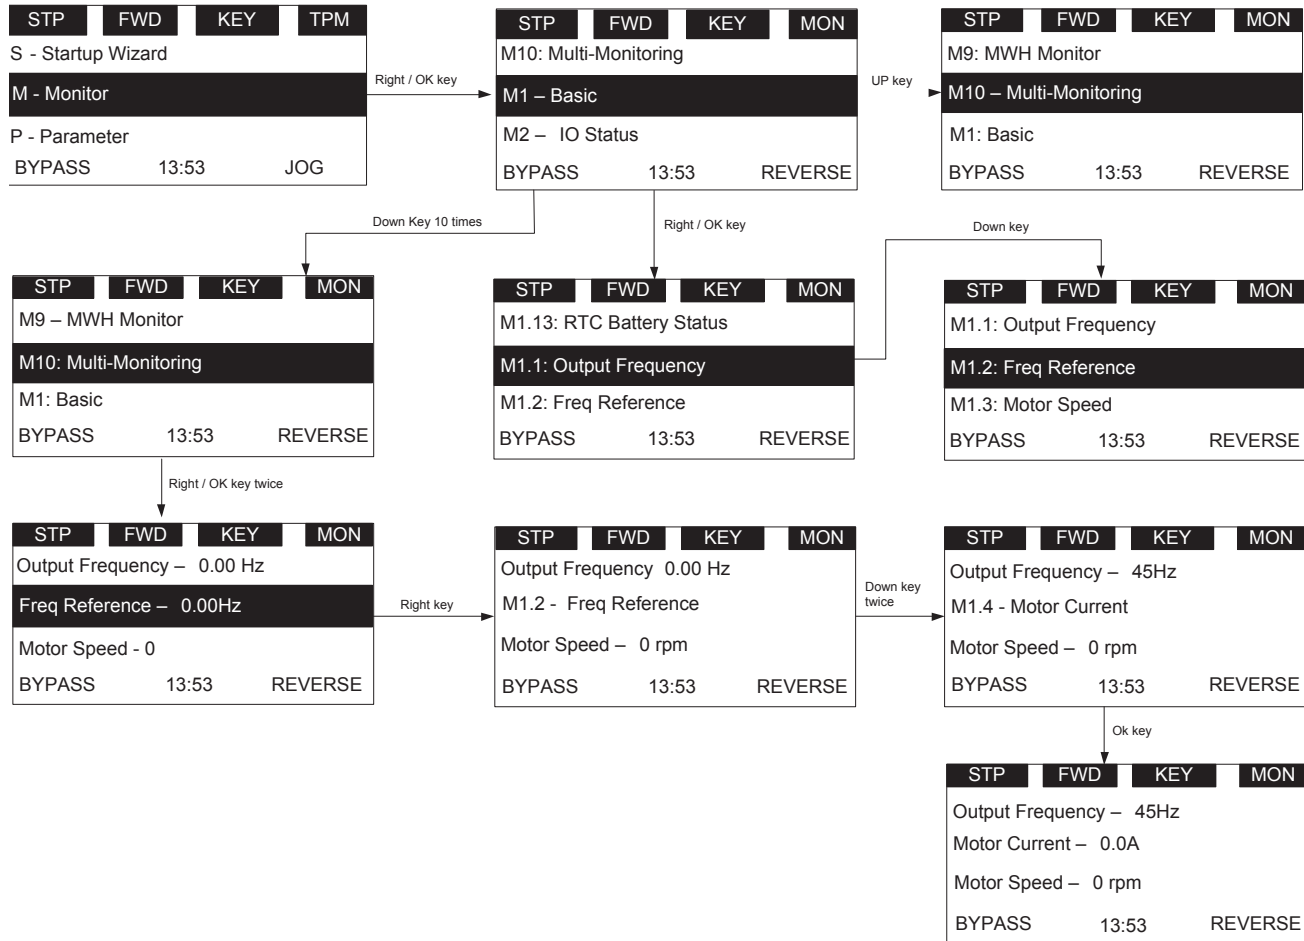 STP FWD KEY TPM
S - Startup Wizard
M - Monitor
P - Parameter
BYPASS 13:53 JOG
Right / OK key
STP FWD KEY MON
M10: Multi-Monitoring
M1 – Basic
M2 – IO Status
BYPASS 13:53 REVERSE
UP key
STP FWD KEY MON
M9: MWH Monitor
M10 – Multi-Monitoring
M1: Basic
BYPASS 13:53 REVERSE
Down Key 10 times
Right / OK key
Down key
STP FWD KEY MON
M9 – MWH Monitor
M10: Multi-Monitoring
M1: Basic
BYPASS 13:53 REVERSE
STP FWD KEY MON
M1.13: RTC Battery Status
M1.1: Output Frequency
M1.2: Freq Reference
BYPASS 13:53 REVERSE
STP FWD KEY MON
M1.1: Output Frequency
M1.2: Freq Reference
M1.3: Motor Speed
BYPASS 13:53 REVERSE
Right / OK key twice
STP FWD KEY MON
Output Frequency – 0.00 Hz
Freq Reference – 0.00Hz
Motor Speed - 0
BYPASS 13:53 REVERSE
Right key
STP FWD KEY MON
Output Frequency 0.00 Hz
M1.2 - Freq Reference
Motor Speed – 0 rpm
BYPASS 13:53 REVERSE
Down key
twice
STP FWD KEY MON
Output Frequency – 45Hz
M1.4 - Motor Current
Motor Speed – 0 rpm
BYPASS 13:53 REVERSE
Ok key
STP FWD KEY MON
Output Frequency – 45Hz
Motor Current – 0.0A
Motor Speed – 0 rpm
BYPASS 13:53 REVERSE